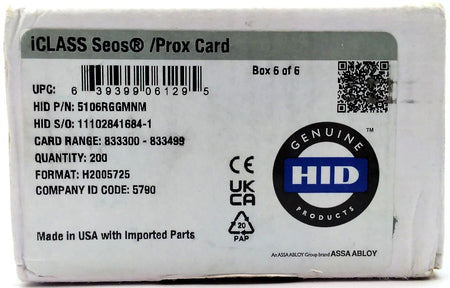 iCLASS Seos® /Prox Card
Box 6 of 6
UPC: 6 39399 06129 5
HID P/N: 5106RGGMNM
HID S/O: 11102841684-1
CARD RANGE: 833300 - 833499
QUANTITY: 200
FORMAT: H2005725
COMPANY ID CODE: 5790
Made in USA with Imported Parts
CE
UK
CA
20
PAP
GENUINE
HID
™
PRODUCTS
An ASSA ABLOY Group brand ASSA ABLOY